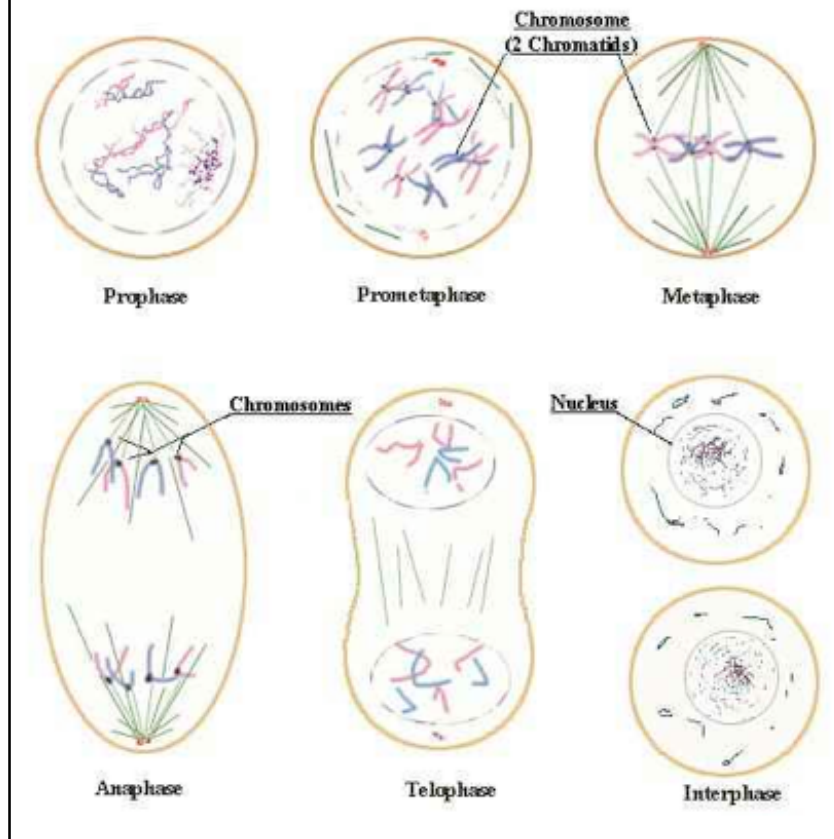 Chromosome
(2 Chromatids)
Prophase
Prometaphase
Metaphase
Chromosomes
Nucleus
Anaphase
Telophase
Interphase